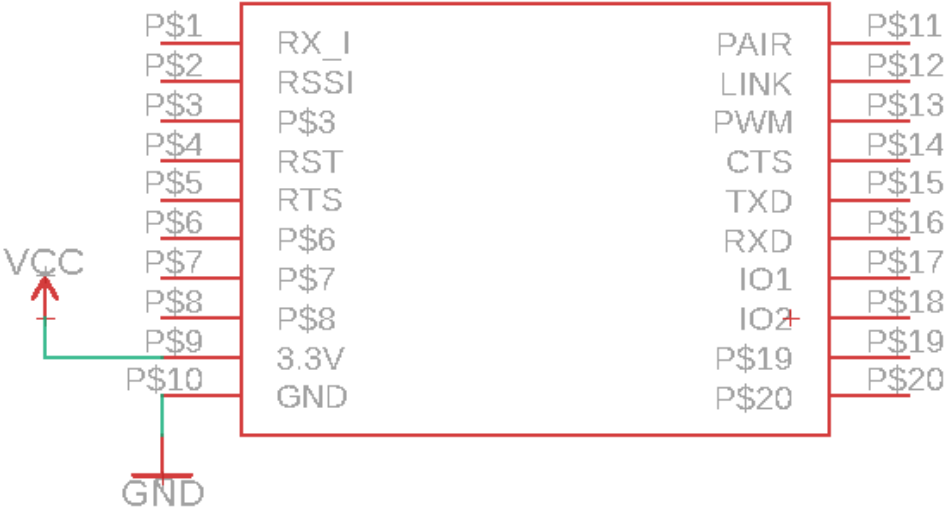 P$1 RX_I PAIR P$11
P$2 RSSI LINK P$12
P$3 P$3 PWM P$13
P$4 RST CTS P$14
P$5 RTS TXD P$15
P$6 P$6 RXD P$16
VCC P$7 P$7 IO1 P$17
P$8 P$8 IO2 P$18
P$9 3.3V P$19 P$19
P$10 GND P$20 P$20
GND